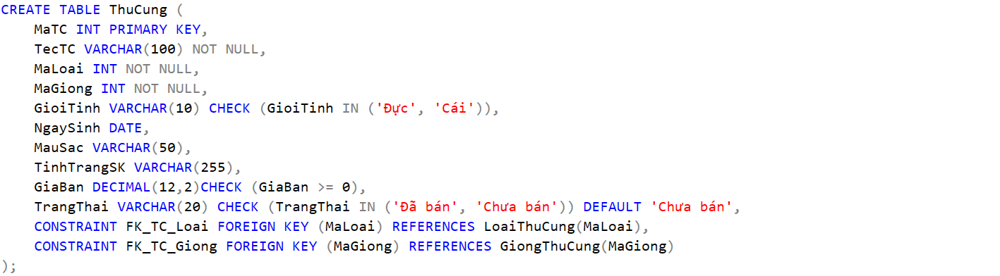 CREATE TABLE ThuCung (
    MaTC INT PRIMARY KEY,
    TecTC VARCHAR(100) NOT NULL,
    MaLoai INT NOT NULL,
    MaGiong INT NOT NULL,
    GioiTinh VARCHAR(10) CHECK (GioiTinh IN ('Đực', 'Cái')),
    NgaySinh DATE,
    MauSac VARCHAR(50),
    TinhTrangSK VARCHAR(255),
    GiaBan DECIMAL(12,2)CHECK (GiaBan >= 0),
    TrangThai VARCHAR(20) CHECK (TrangThai IN ('Đã bán', 'Chưa bán')) DEFAULT 'Chưa bán',
    CONSTRAINT FK_TC_Loai FOREIGN KEY (MaLoai) REFERENCES LoaiThuCung(MaLoai),
    CONSTRAINT FK_TC_Giong FOREIGN KEY (MaGiong) REFERENCES GiongThuCung(MaGiong)
);